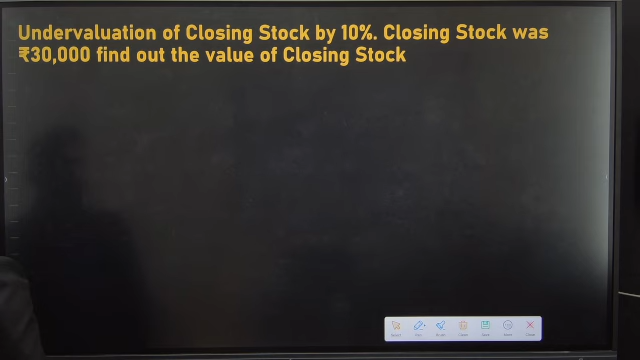 Undervaluation of Closing Stock by 10%. Closing Stock was
₹30,000 find out the value of Closing Stock